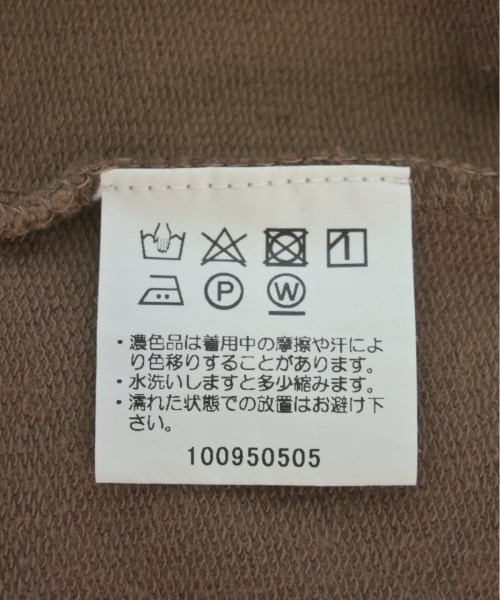 P W
・濃色品は着用中の摩擦や汗によ
り色移りすることがあります。
・水洗いしますと多少縮みます。
・濡れた状態での放置はお避け下
さい。
100950505